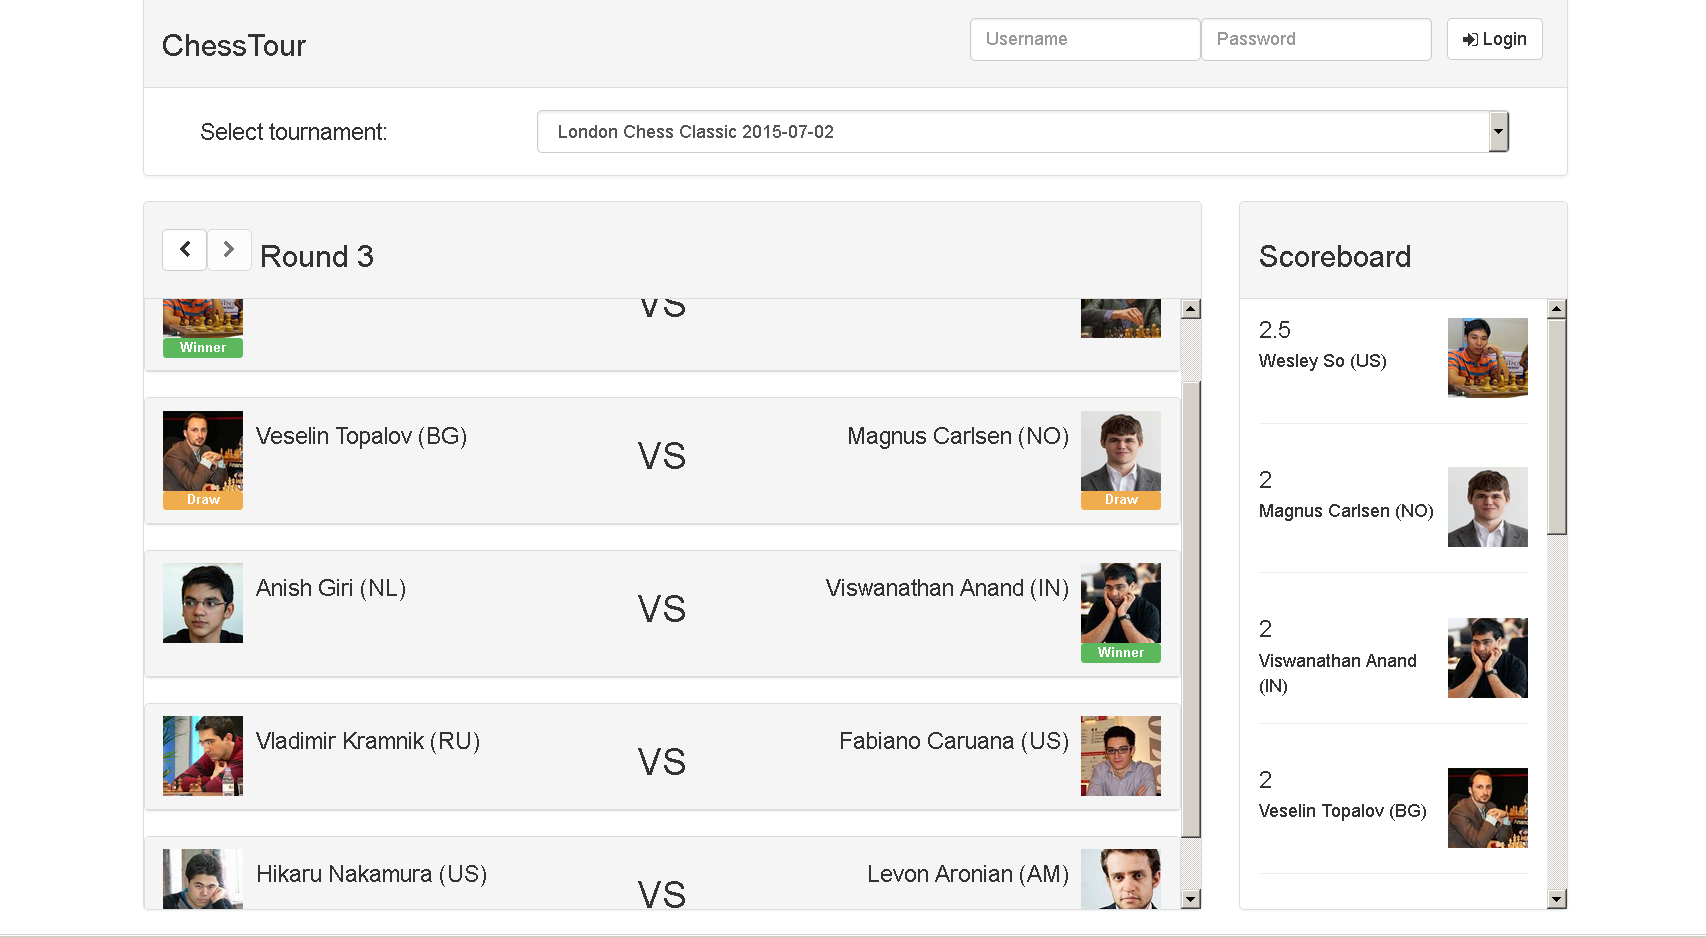 ChessTour
Username
Password
Login
Select tournament:
London Chess Classic 2015-07-02
Round 3
VS
Winner
Veselin Topalov (BG)
VS
Magnus Carlsen (NO)
Draw
Draw
Anish Giri (NL)
VS
Viswanathan Anand (IN)
Winner
Vladimir Kramnik (RU)
VS
Fabiano Caruana (US)
Hikaru Nakamura (US)
VS
Levon Aronian (AM)
Scoreboard
2.5
Wesley So (US)
2
Magnus Carlsen (NO)
2
Viswanathan Anand
(IN)
2
Veselin Topalov (BG)